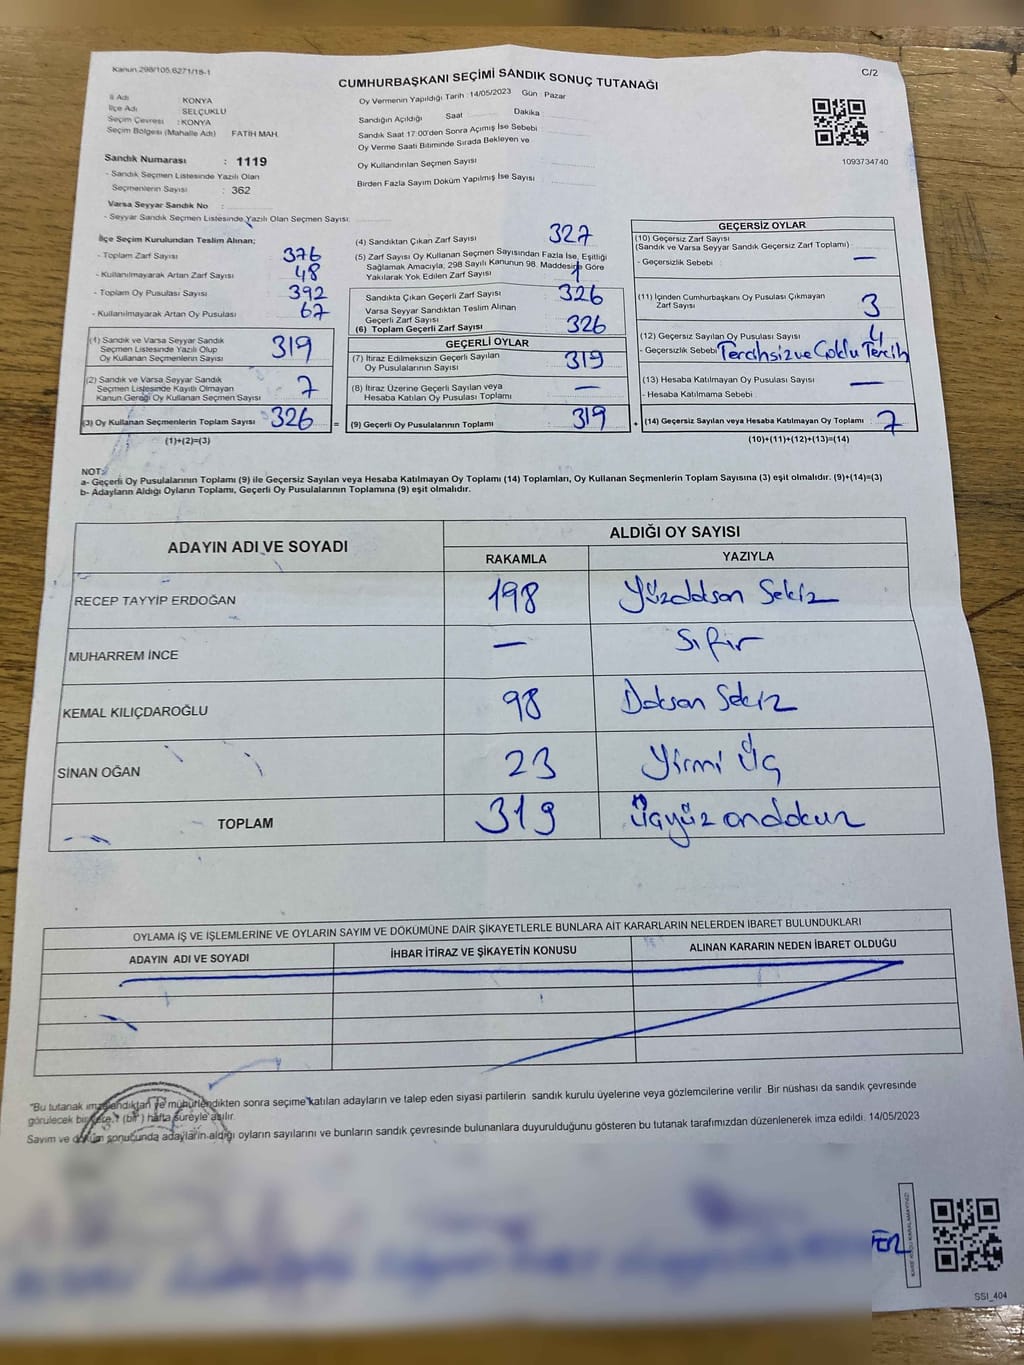 Kanun 298/105,6271/18-1
CUMHURBAŞKANI SEÇİMİ SANDIK SONUÇ TUTANAĞI
C/2
İl Adı KONYA
İlçe Adı SELÇUKLU
Seçim Çevresi : KONYA
Seçim Bölgesi (Mahalle Adı) FATİH MAH.
Sandık Numarası : 1119
- Sandık Seçmen Listesinde Yazılı Olan
Seçmenlerin Sayısı : 362
Varsa Seyyar Sandık No :
- Seyyar Sandık Seçmen Listesinde Yazılı Olan Seçmen Sayısı:
Oy Vermenin Yapıldığı Tarih : 14/05/2023 Gün : Pazar
Sandığın Açıldığı Saat Dakika
Sandık Saat 17:00'den Sonra Açımış İse Sebebi
Oy Verme Saati Bitiminde Sırada Bekleyen ve
Oy Kullandırılan Seçmen Sayısı
Birden Fazla Sayım Döküm Yapılmış İse Sayısı
1093734740
İlçe Seçim Kurulundan Teslim Alınan;
- Toplam Zarf Sayısı 376
- Kullanılmayarak Artan Zarf Sayısı 48
- Toplam Oy Pusulası Sayısı 392
- Kullanılmayarak Artan Oy Pusulası 67
(1) Sandık ve Varsa Seyyar Sandık
Seçmen Listesinde Yazılı Olup
Oy Kullanan Seçmenlerin Sayısı 319
(2) Sandık ve Varsa Seyyar Sandık
Seçmen Listesinde Kayıtlı Olmayan
Kanun Gereği Oy Kullanan Seçmen Sayısı 7
(3) Oy Kullanan Seçmenlerin Toplam Sayısı 326
(1)+(2)=(3)
(4) Sandıktan Çıkan Zarf Sayısı 327
(5) Zarf Sayısı Oy Kullanan Seçmen Sayısından Fazla İse, Eşitliği
Sağlamak Amacıyla, 298 Sayılı Kanunun 98. Maddesine Göre
Yakılarak Yok Edilen Zarf Sayısı 1
Sandıkta Çıkan Geçerli Zarf Sayısı 326
Varsa Seyyar Sandıktan Teslim Alınan
Geçerli Zarf Sayısı
(6) Toplam Geçerli Zarf Sayısı 326
GEÇERLİ OYLAR
(7) İtiraz Edilmeksizin Geçerli Sayılan
Oy Pusulalarının Sayısı 319
(8) İtiraz Üzerine Geçerli Sayılan veya
Hesaba Katılan Oy Pusulası Toplamı —
= (9) Geçerli Oy Pusulalarının Toplamı 319
GEÇERSİZ OYLAR
(10) Geçersiz Zarf Sayısı
(Sandık ve Varsa Seyyar Sandık Geçersiz Zarf Toplamı)
- Geçersizlik Sebebi —
(11) İçinden Cumhurbaşkanı Oy Pusulası Çıkmayan
Zarf Sayısı 3
(12) Geçersiz Sayılan Oy Pusulası Sayısı 4
- Geçersizlik Sebebi Tercihsiz ve Çoklu Tercih
(13) Hesaba Katılmayan Oy Pusulası Sayısı —
- Hesaba Katılmama Sebebi
+ (14) Geçersiz Sayılan veya Hesaba Katılmayan Oy Toplamı 7
(10)+(11)+(12)+(13)=(14)
NOT:
a- Geçerli Oy Pusulalarının Toplamı (9) ile Geçersiz Sayılan veya Hesaba Katılmayan Oy Toplamı (14) Toplamları, Oy Kullanan Seçmenlerin Toplam Sayısına (3) eşit olmalıdır. (9)+(14)=(3)
b- Adayların Aldığı Oyların Toplamı, Geçerli Oy Pusulalarının Toplamına (9) eşit olmalıdır.
ADAYIN ADI VE SOYADI
ALDIĞI OY SAYISI
RAKAMLA YAZIYLA
RECEP TAYYİP ERDOĞAN 198 Yüzdoksan Sekiz
MUHARREM İNCE — Sıfır
KEMAL KILIÇDAROĞLU 98 Doksan Sekiz
SİNAN OĞAN 23 Yirmi Üç
TOPLAM 319 Üçyüz ondokuz
OYLAMA İŞ VE İŞLEMLERİNE VE OYLARIN SAYIM VE DÖKÜMÜNE DAİR ŞİKAYETLERLE BUNLARA AİT KARARLARIN NELERDEN İBARET BULUNDUKLARI
ADAYIN ADI VE SOYADI İHBAR İTİRAZ VE ŞİKAYETİN KONUSU ALINAN KARARIN NEDEN İBARET OLDUĞU
"Bu tutanak imzalandıktan ve mühürlendikten sonra seçime katılan adayların ve talep eden siyasi partilerin sandık kurulu üyelerine veya gözlemcilerine verilir. Bir nüshası da sandık çevresinde
görülecek bir yere 1 (bir) hafta süreyle asılır.
Sayım ve döküm sonucunda adayların aldığı oyların sayılarını ve bunların sandık çevresinde bulunanlara duyurulduğunu gösteren bu tutanak tarafımızdan düzenlenerek imza edildi. 14/05/2023
SSI_404